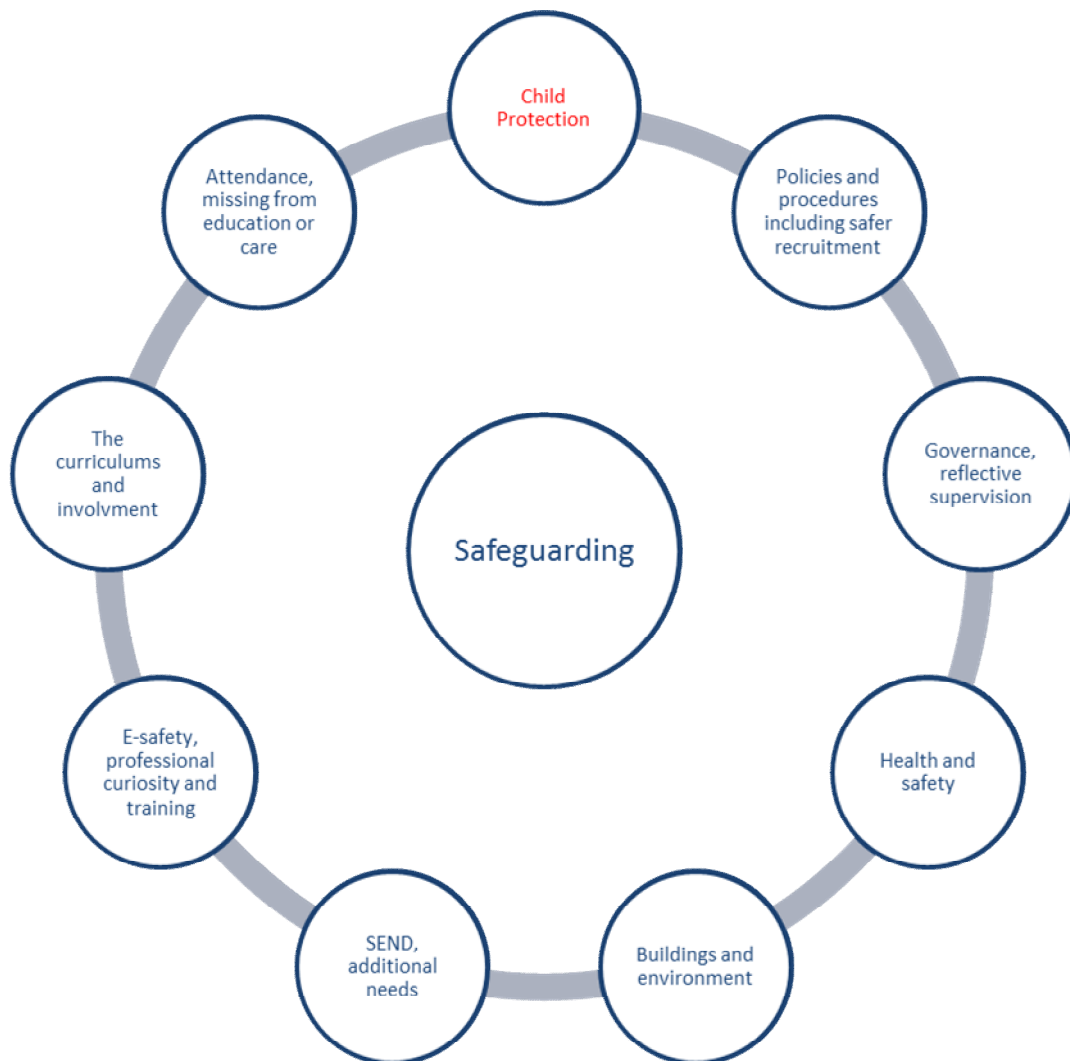 Child
Protection
Policies and
procedures
including safer
recruitment
Governance,
reflective
supervision
Health and
safety
Buildings and
environment
SEND,
additional
needs
E-safety,
professional
curiosity and
training
The
curriculums
and
involvment
Attendance,
missing from
education or
care
Safeguarding